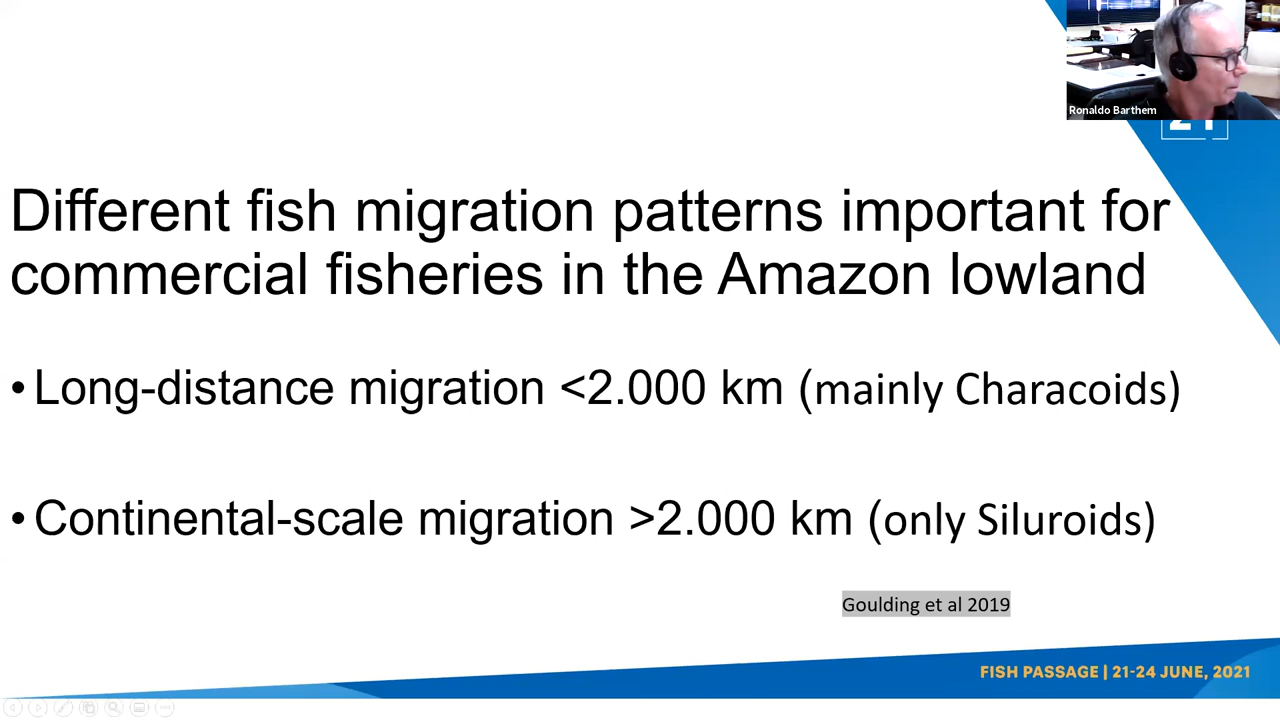 Ronaldo Barthem
21
Different fish migration patterns important for
commercial fisheries in the Amazon lowland
• Long-distance migration <2.000 km (mainly Characoids)
• Continental-scale migration >2.000 km (only Siluroids)
Goulding et al 2019
FISH PASSAGE | 21-24 JUNE, 2021